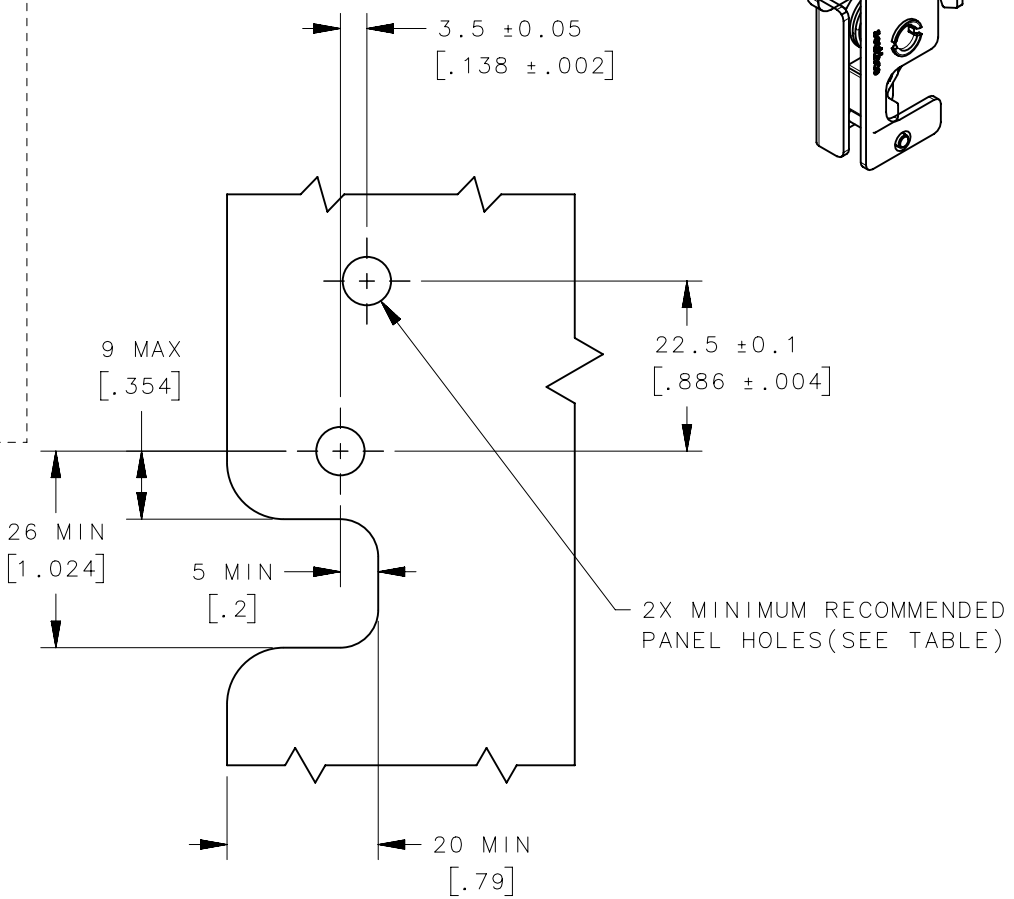 3.5 ±0.05
[.138 ±.002]
9 MAX
[.354]
22.5 ±0.1
[.886 ±.004]
26 MIN
[1.024]
5 MIN
[.2]
2X MINIMUM RECOMMENDED
PANEL HOLES(SEE TABLE)
20 MIN
[.79]